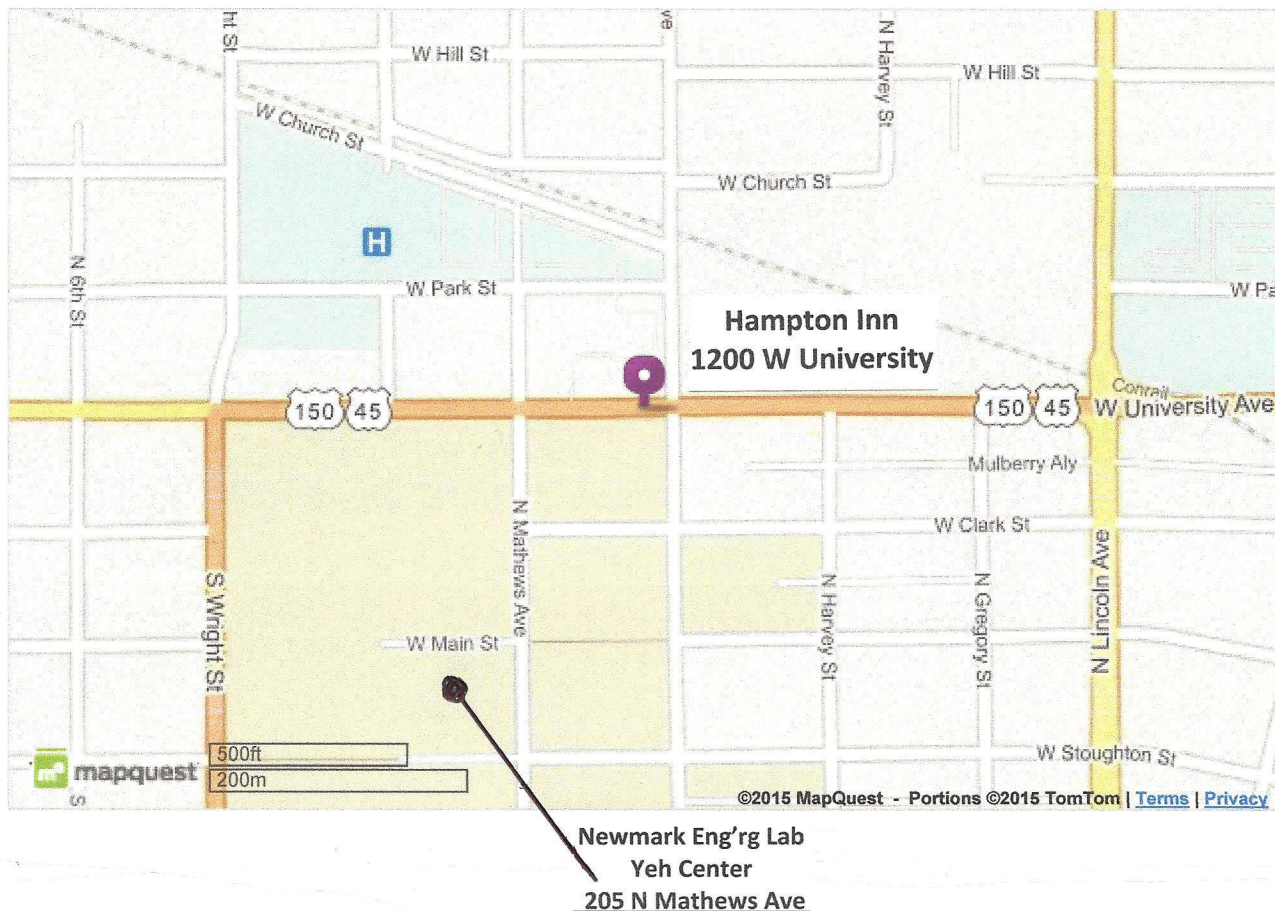 ht St
ve
W Hill St
N Harvey St
W Hill St
W Church St
W Church St
H
N 6th St
W Park St
W Pa
Hampton Inn
1200 W University
150
45
150
45
Conrail
W University Ave
Mulberry Aly
N Mathews Ave
W Clark St
S Wright St
N Harvey St
N Gregory St
N Lincoln Ave
W Main St
500ft
200m
W Stoughton St
mapquest
S
©2015 MapQuest - Portions ©2015 TomTom | Terms | Privacy
Newmark Eng'rg Lab
Yeh Center
205 N Mathews Ave